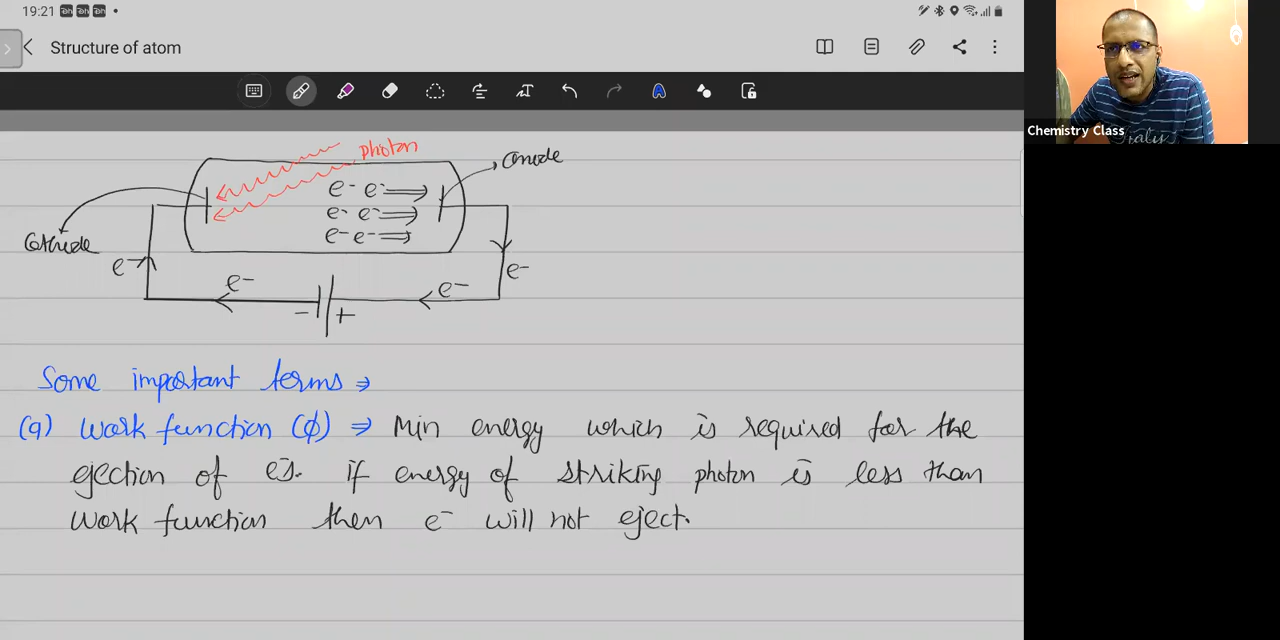 19:21
Structure of atom
Chemistry Class
photon
anode
e- e-
e- e-
e- e-
Cathode
e-
e-
e-
e-
- +
Some important terms ⇒
(a) Work function (ϕ) ⇒ Min energy which is required for the
ejection of e-s. if energy of striking photon is less than
work function then e- will not eject.